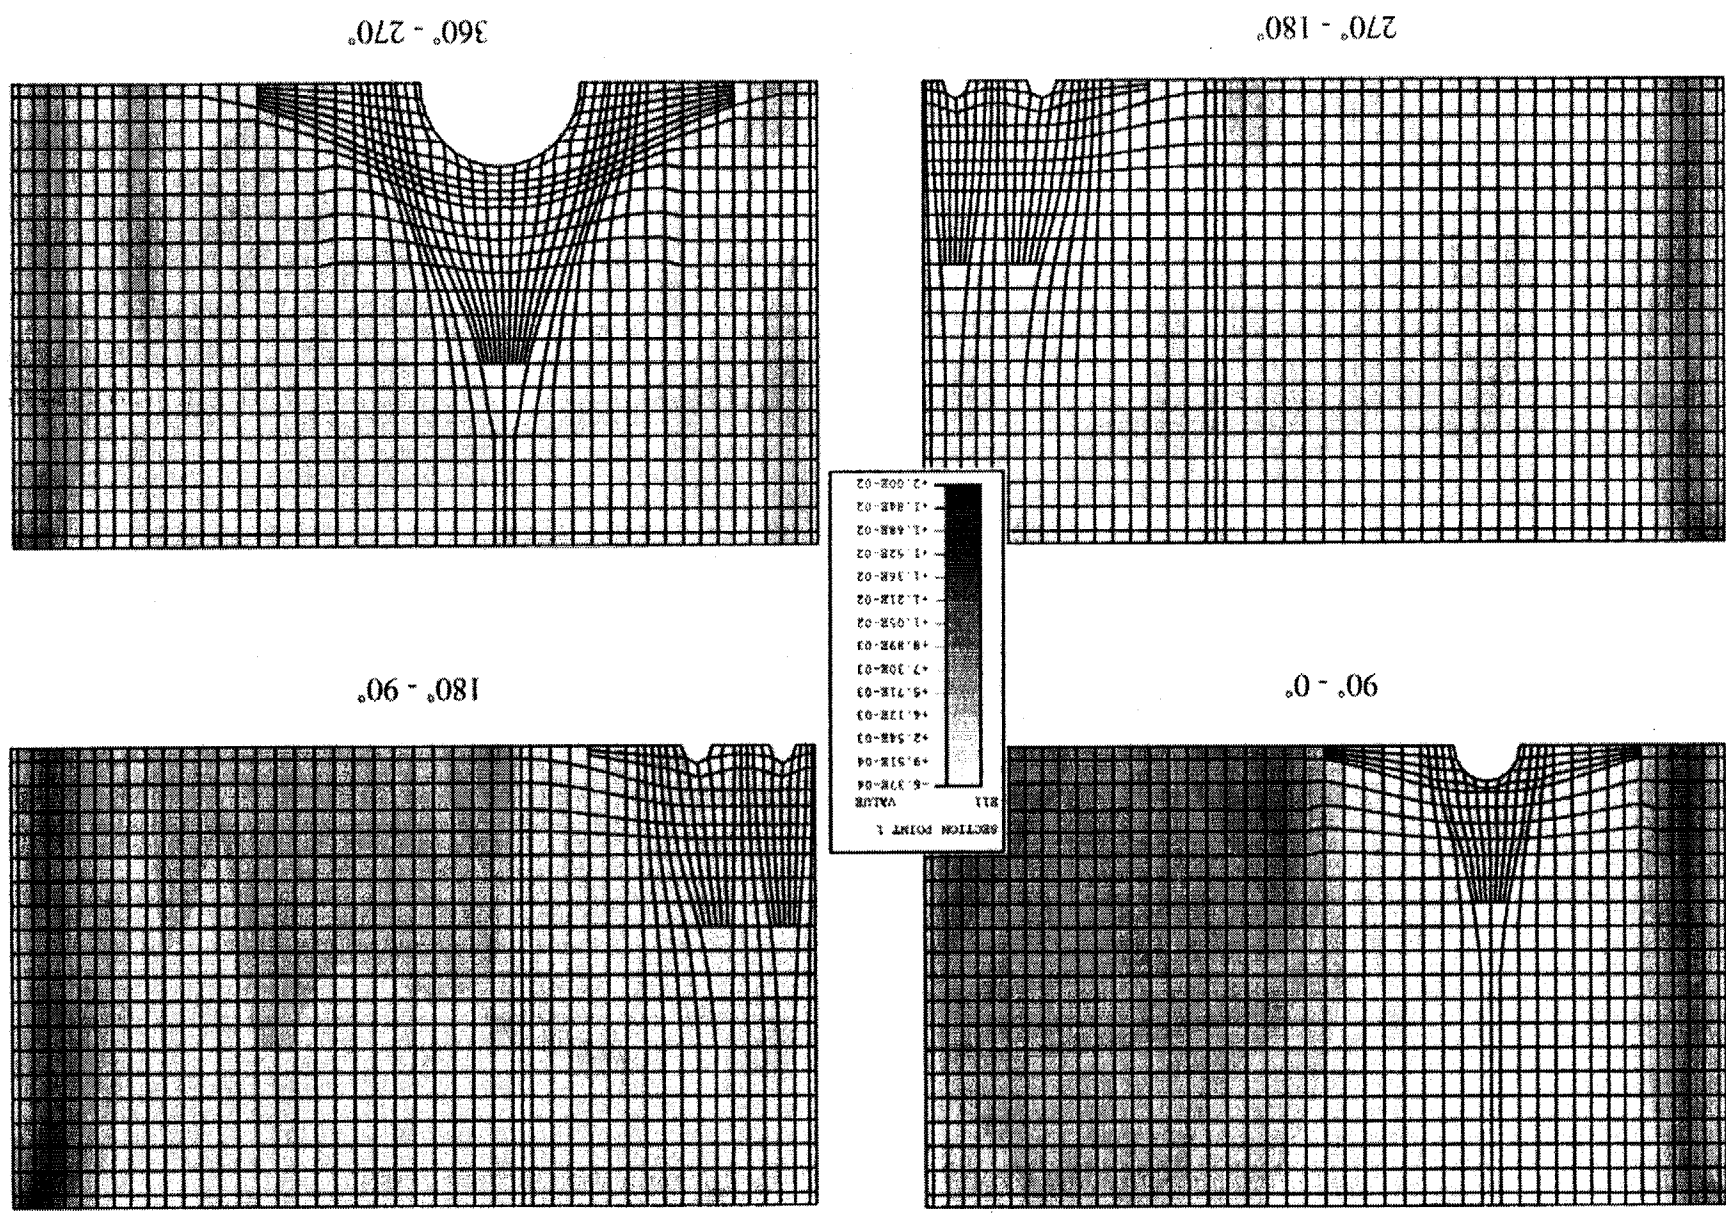 90° - 0°
180° - 90°
SECTION POINT 1
E11 VALUE
-6.37E-04
+9.51E-04
+2.54E-03
+4.12E-03
+5.71E-03
+7.30E-03
+8.89E-03
+1.05E-02
+1.21E-02
+1.36E-02
+1.52E-02
+1.68E-02
+1.84E-02
+2.00E-02
270° - 180°
360° - 270°